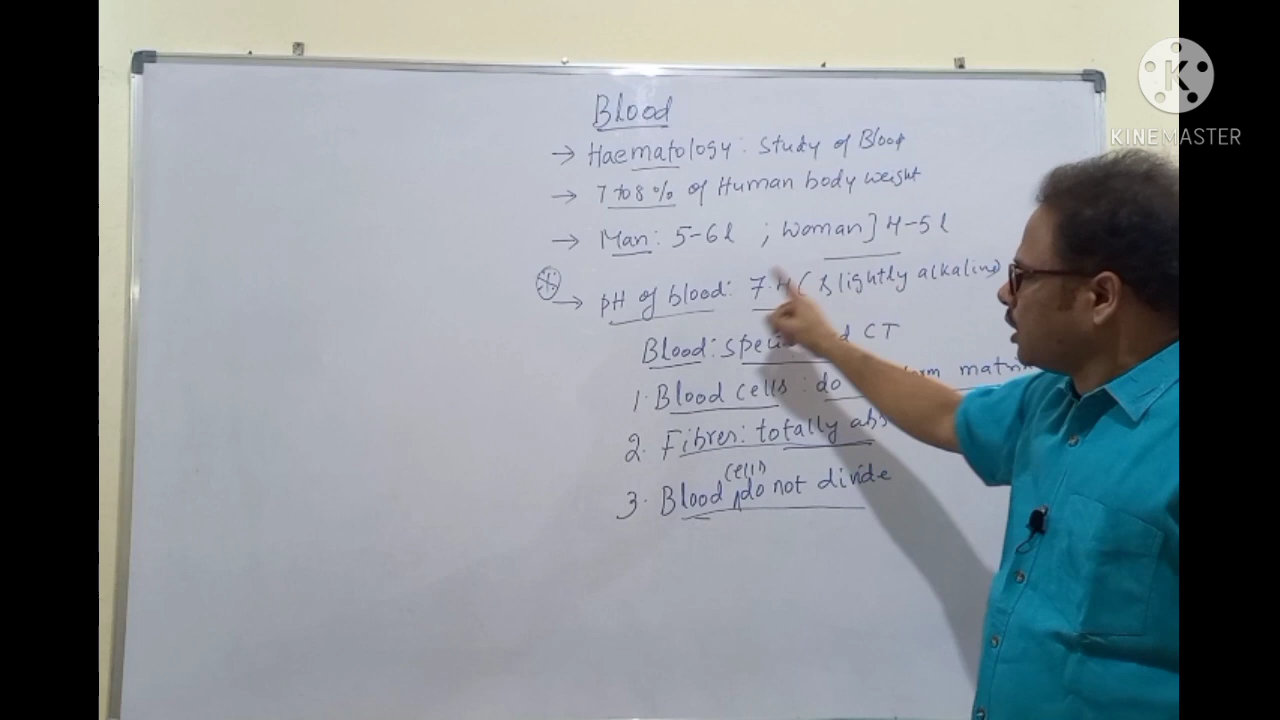 Blood
→ Haematology: Study of Blood
→ 7 to 8% of Human body weight
→ Man: 5-6 l ; Woman] 4-5 l
→ pH of blood: 7.4 ( slightly alkaline)
Blood: CT
1. Blood cells: do matrix
2. Fibres: totally
cells
3. Blood ∧ do not divide
K
KINEMASTER